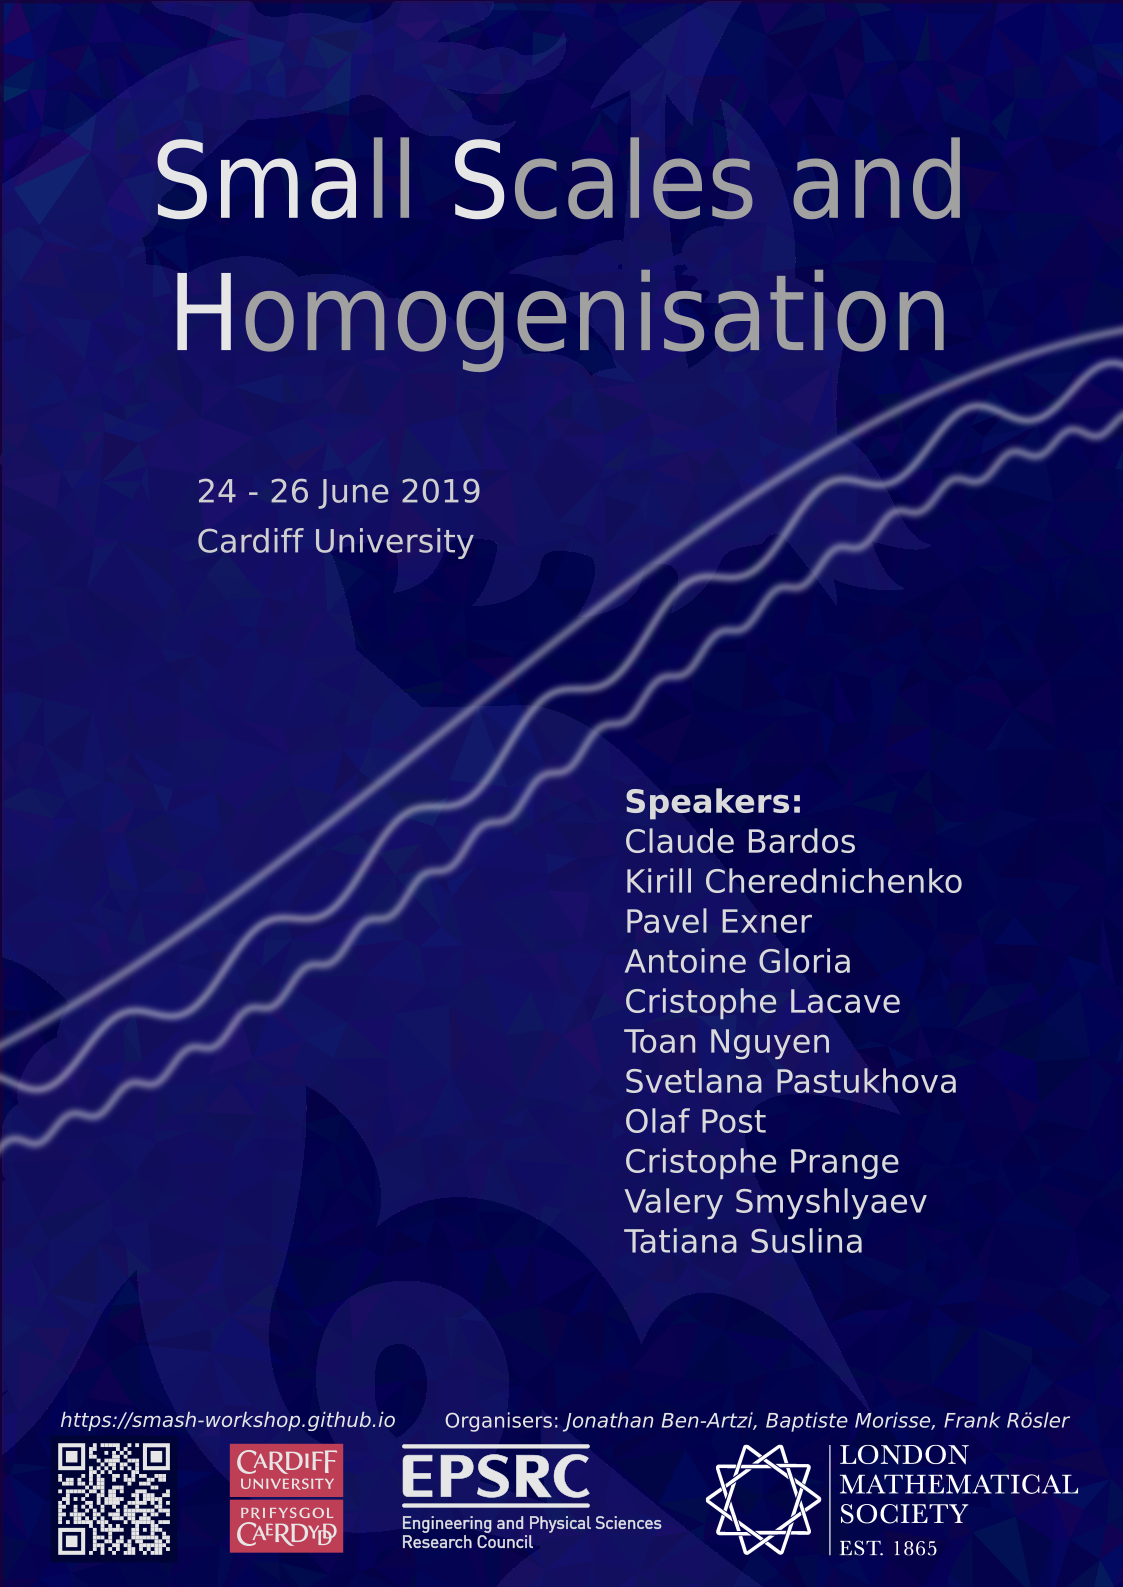 Small Scales and
Homogenisation
24 - 26 June 2019
Cardiff University
Speakers:
Claude Bardos
Kirill Cherednichenko
Pavel Exner
Antoine Gloria
Cristophe Lacave
Toan Nguyen
Svetlana Pastukhova
Olaf Post
Cristophe Prange
Valery Smyshlyaev
Tatiana Suslina
https://smash-workshop.github.io
Organisers: Jonathan Ben-Artzi, Baptiste Morisse, Frank Rösler
CARDIFF
UNIVERSITY
PRIFYSGOL
CAERDYDD
EPSRC
Engineering and Physical Sciences
Research Council
LONDON
MATHEMATICAL
SOCIETY
EST. 1865